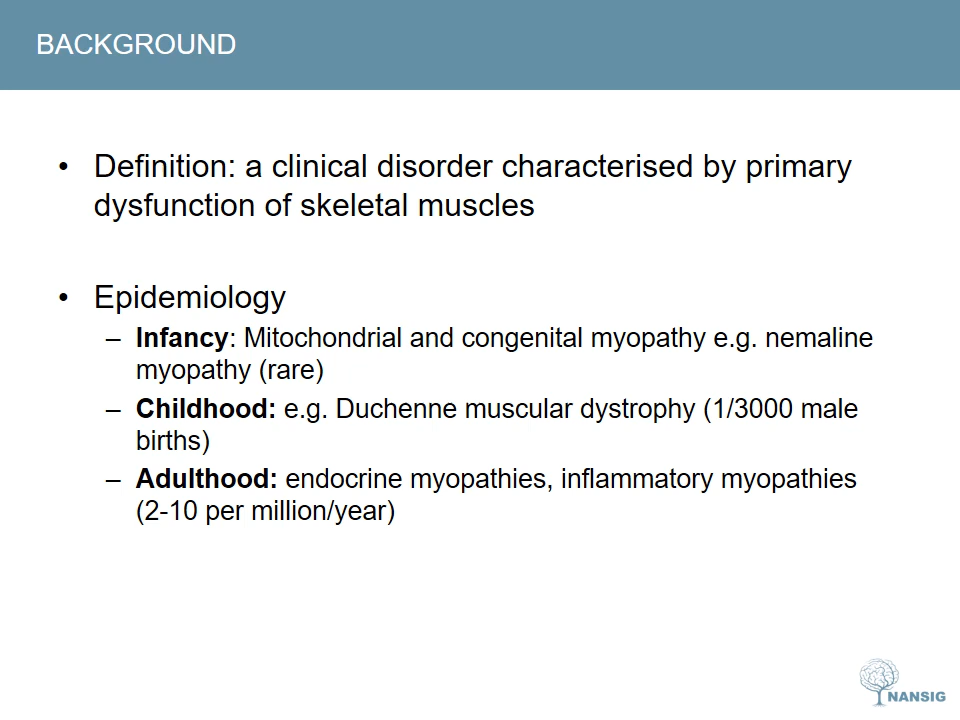 BACKGROUND
• Definition: a clinical disorder characterised by primary
dysfunction of skeletal muscles
• Epidemiology
– Infancy: Mitochondrial and congenital myopathy e.g. nemaline
myopathy (rare)
– Childhood: e.g. Duchenne muscular dystrophy (1/3000 male
births)
– Adulthood: endocrine myopathies, inflammatory myopathies
(2-10 per million/year)
NANSIG